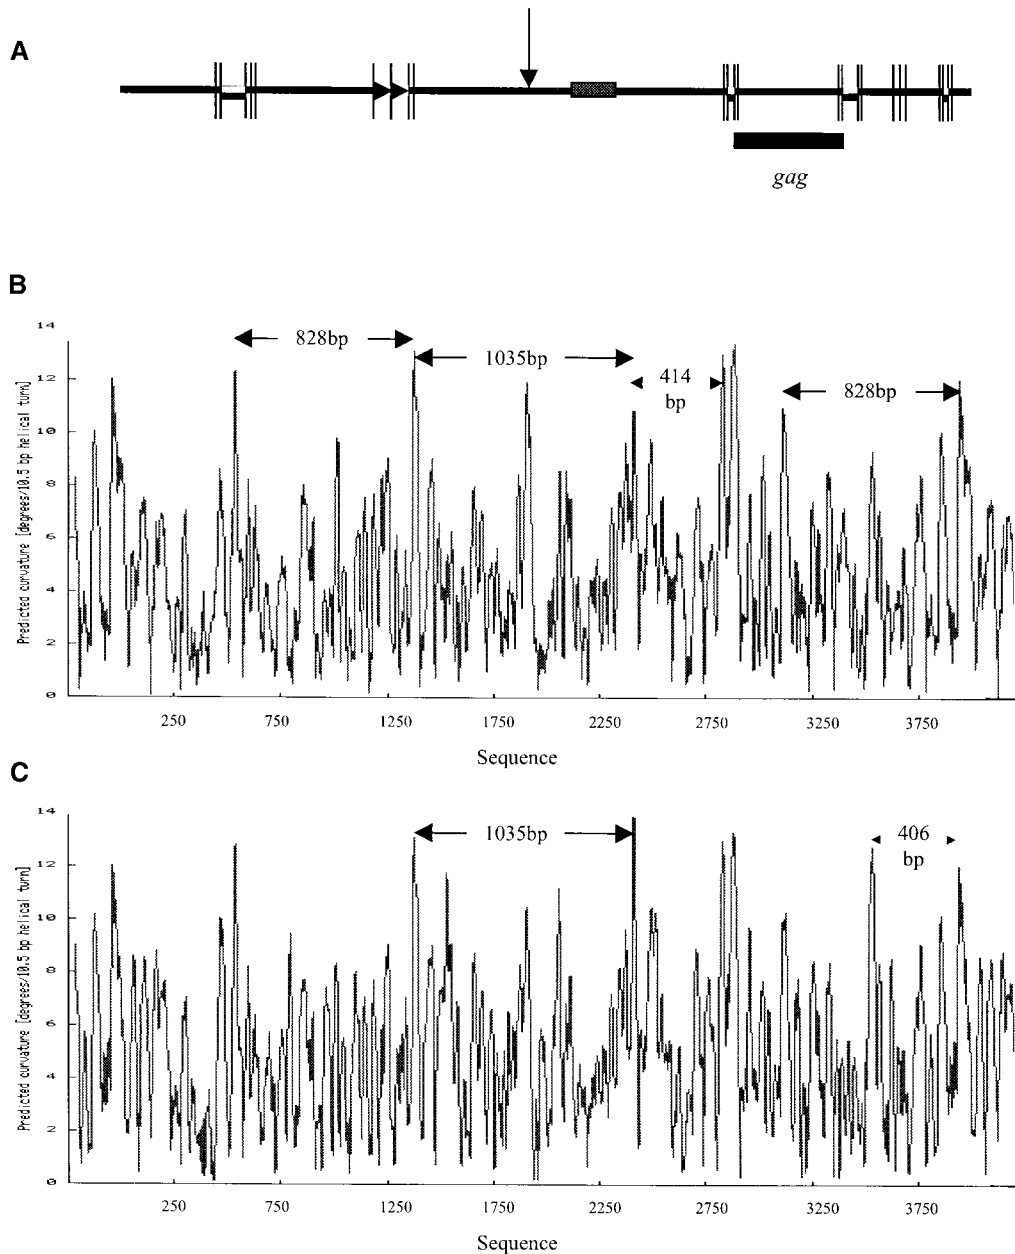 A
gag
B
14
12
10
8
6
4
2
0
Predicted curvature [degrees/10.5 bp helical turn]
828bp
1035bp
414
bp
828bp
250 750 1250 1750 2250 2750 3250 3750
Sequence
C
14
12
10
8
6
4
2
0
Predicted curvature [degrees/10.5 bp helical turn]
1035bp
406
bp
250 750 1250 1750 2250 2750 3250 3750
Sequence